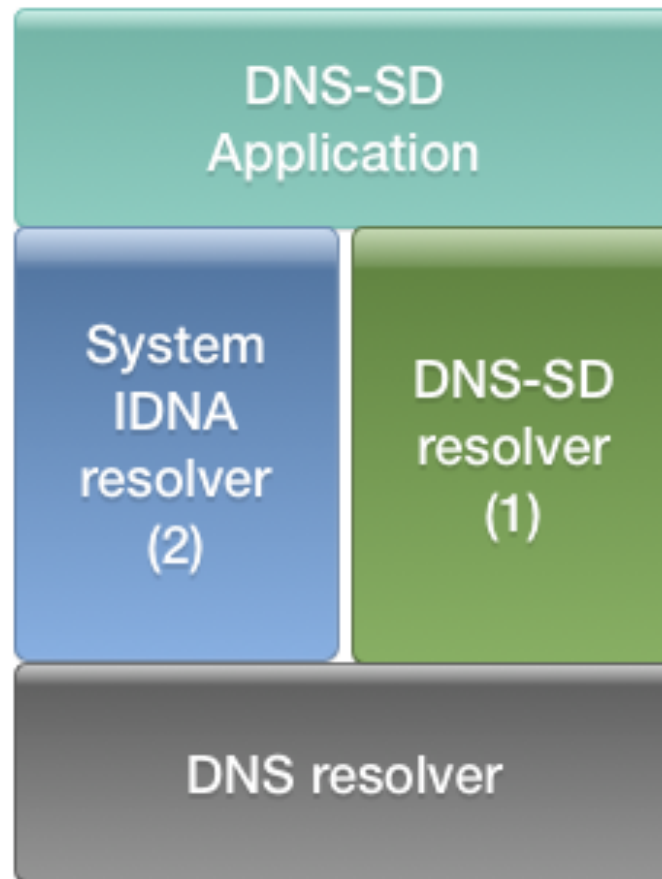 DNS-SD
Application
System
IDNA
resolver
(2)
DNS-SD
resolver
(1)
DNS resolver